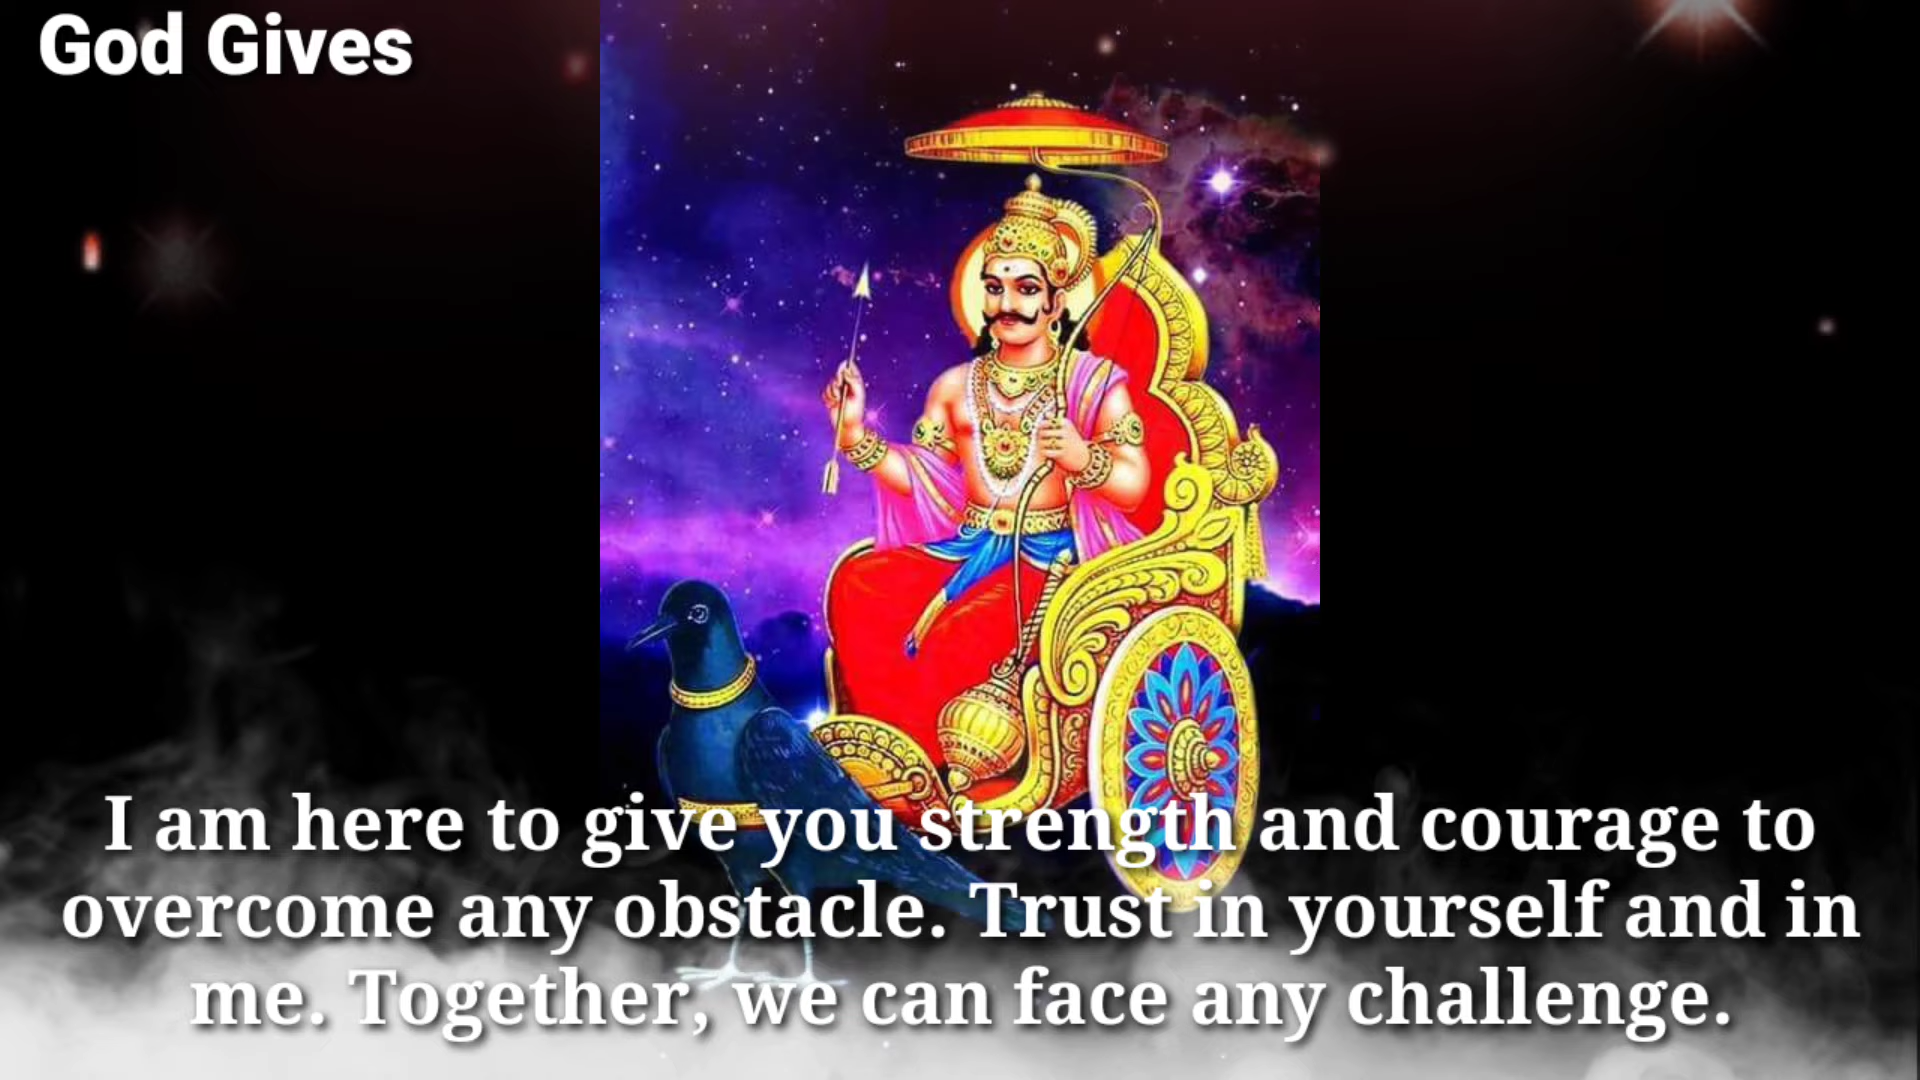 God Gives
I am here to give you strength and courage to
overcome any obstacle. Trust in yourself and in
me. Together, we can face any challenge.